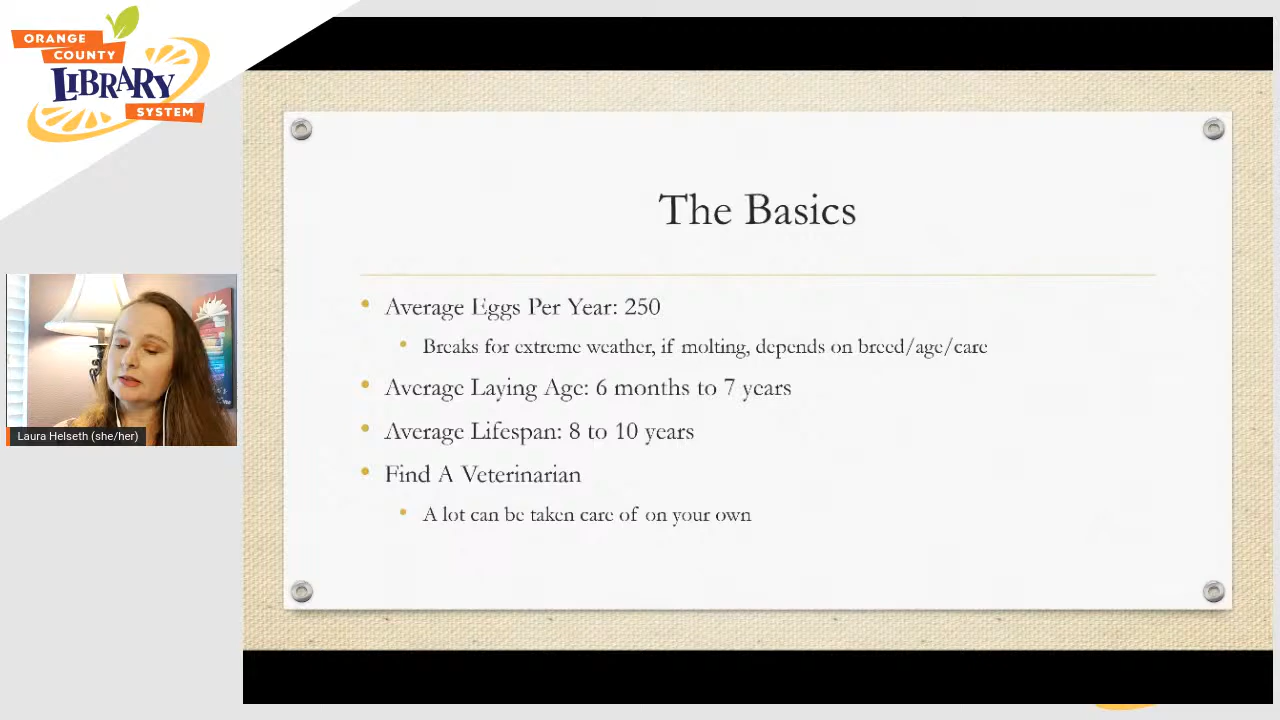 ORANGE
COUNTY
LIBRARY
SYSTEM
The Basics
Average Eggs Per Year: 250
Breaks for extreme weather, if molting, depends on breed/age/care
Average Laying Age: 6 months to 7 years
Average Lifespan: 8 to 10 years
Find A Veterinarian
A lot can be taken care of on your own
Laura Helseth (she/her)